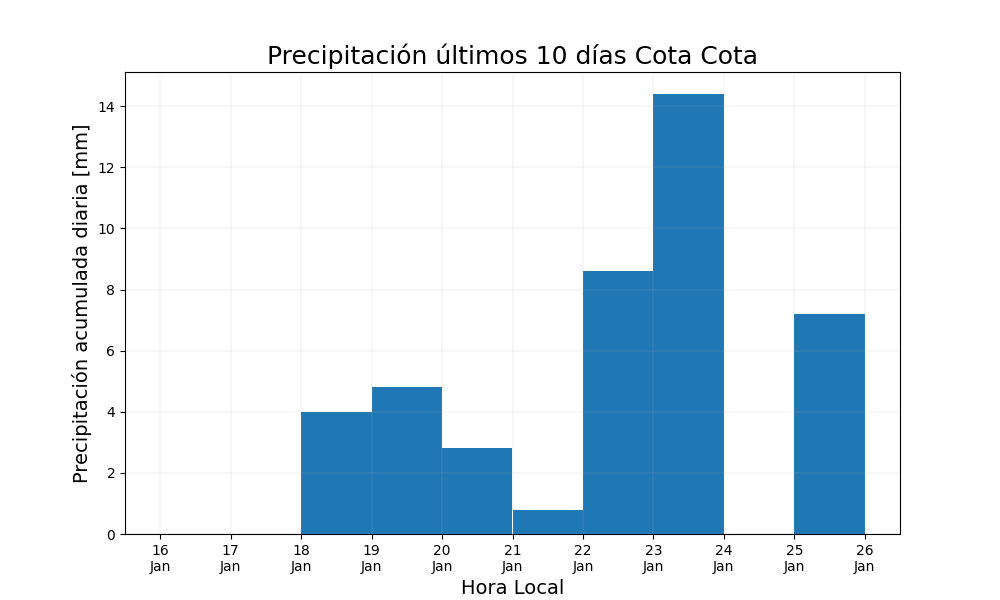 Precipitación últimos 10 días Cota Cota
Precipitación acumulada diaria [mm]
14
12
10
8
6
4
2
0
16 17 18 19 20 21 22 23 24 25 26
Jan Jan Jan Jan Jan Jan Jan Jan Jan Jan Jan
Hora Local